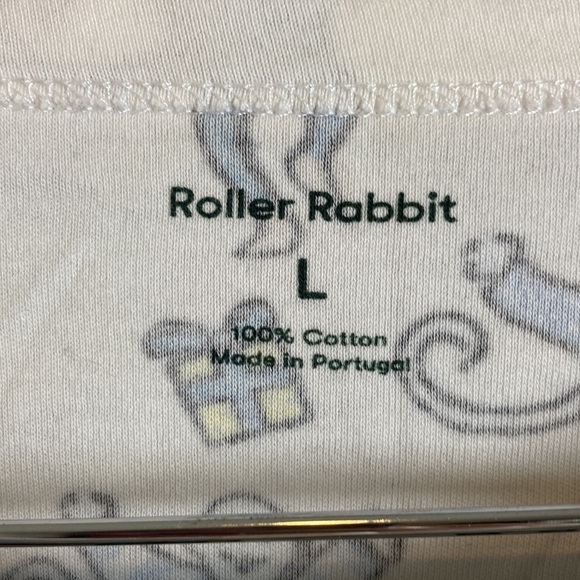 Roller Rabbit
L
100% Cotton
Made in Portugal